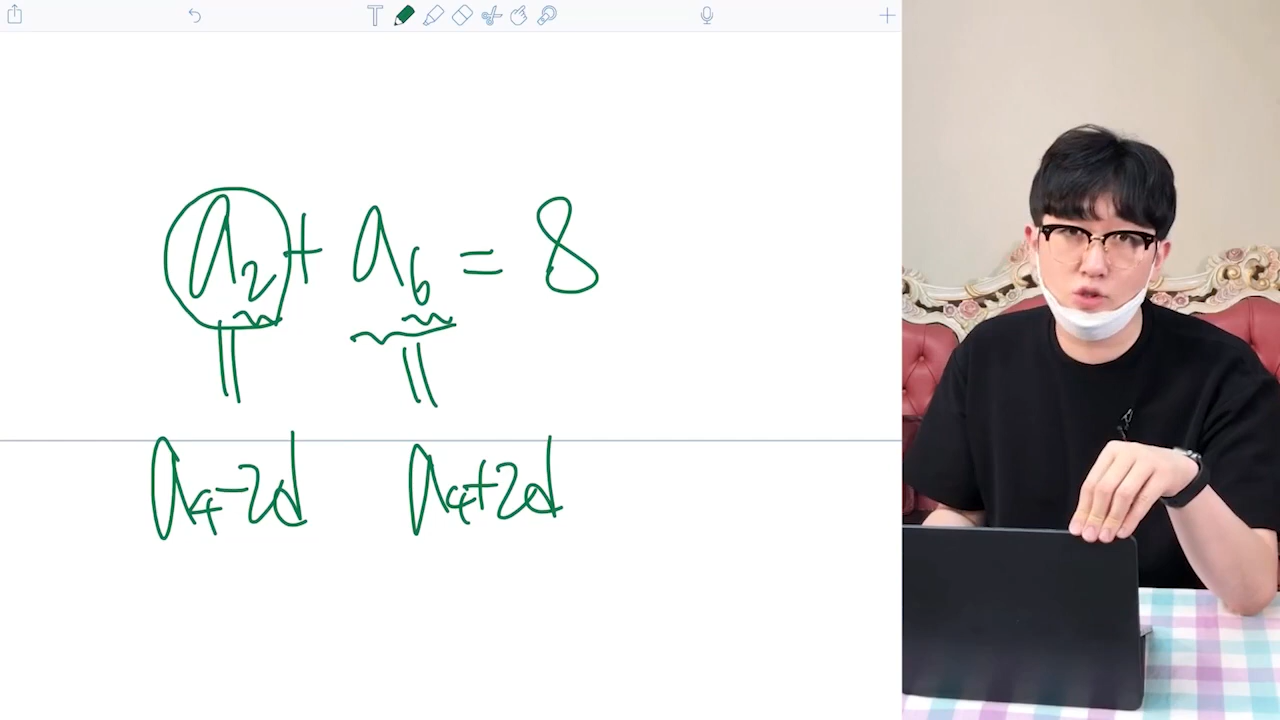 a₂ + a₆ = 8
|| ||
a₄-2d a₄+2d